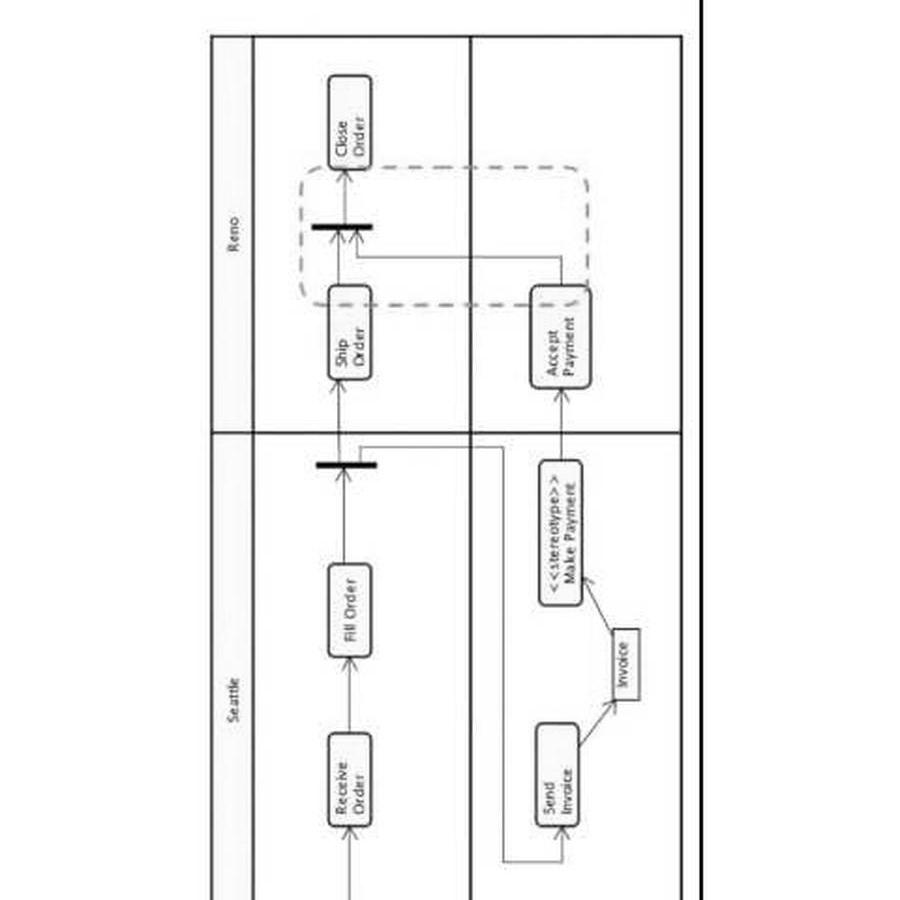 Seattle
Reno
Receive
Order
Fill Order
Ship
Order
Close
Order
Send
Invoice
Invoice
<<stereotype>>
Make Payment
Accept
Payment